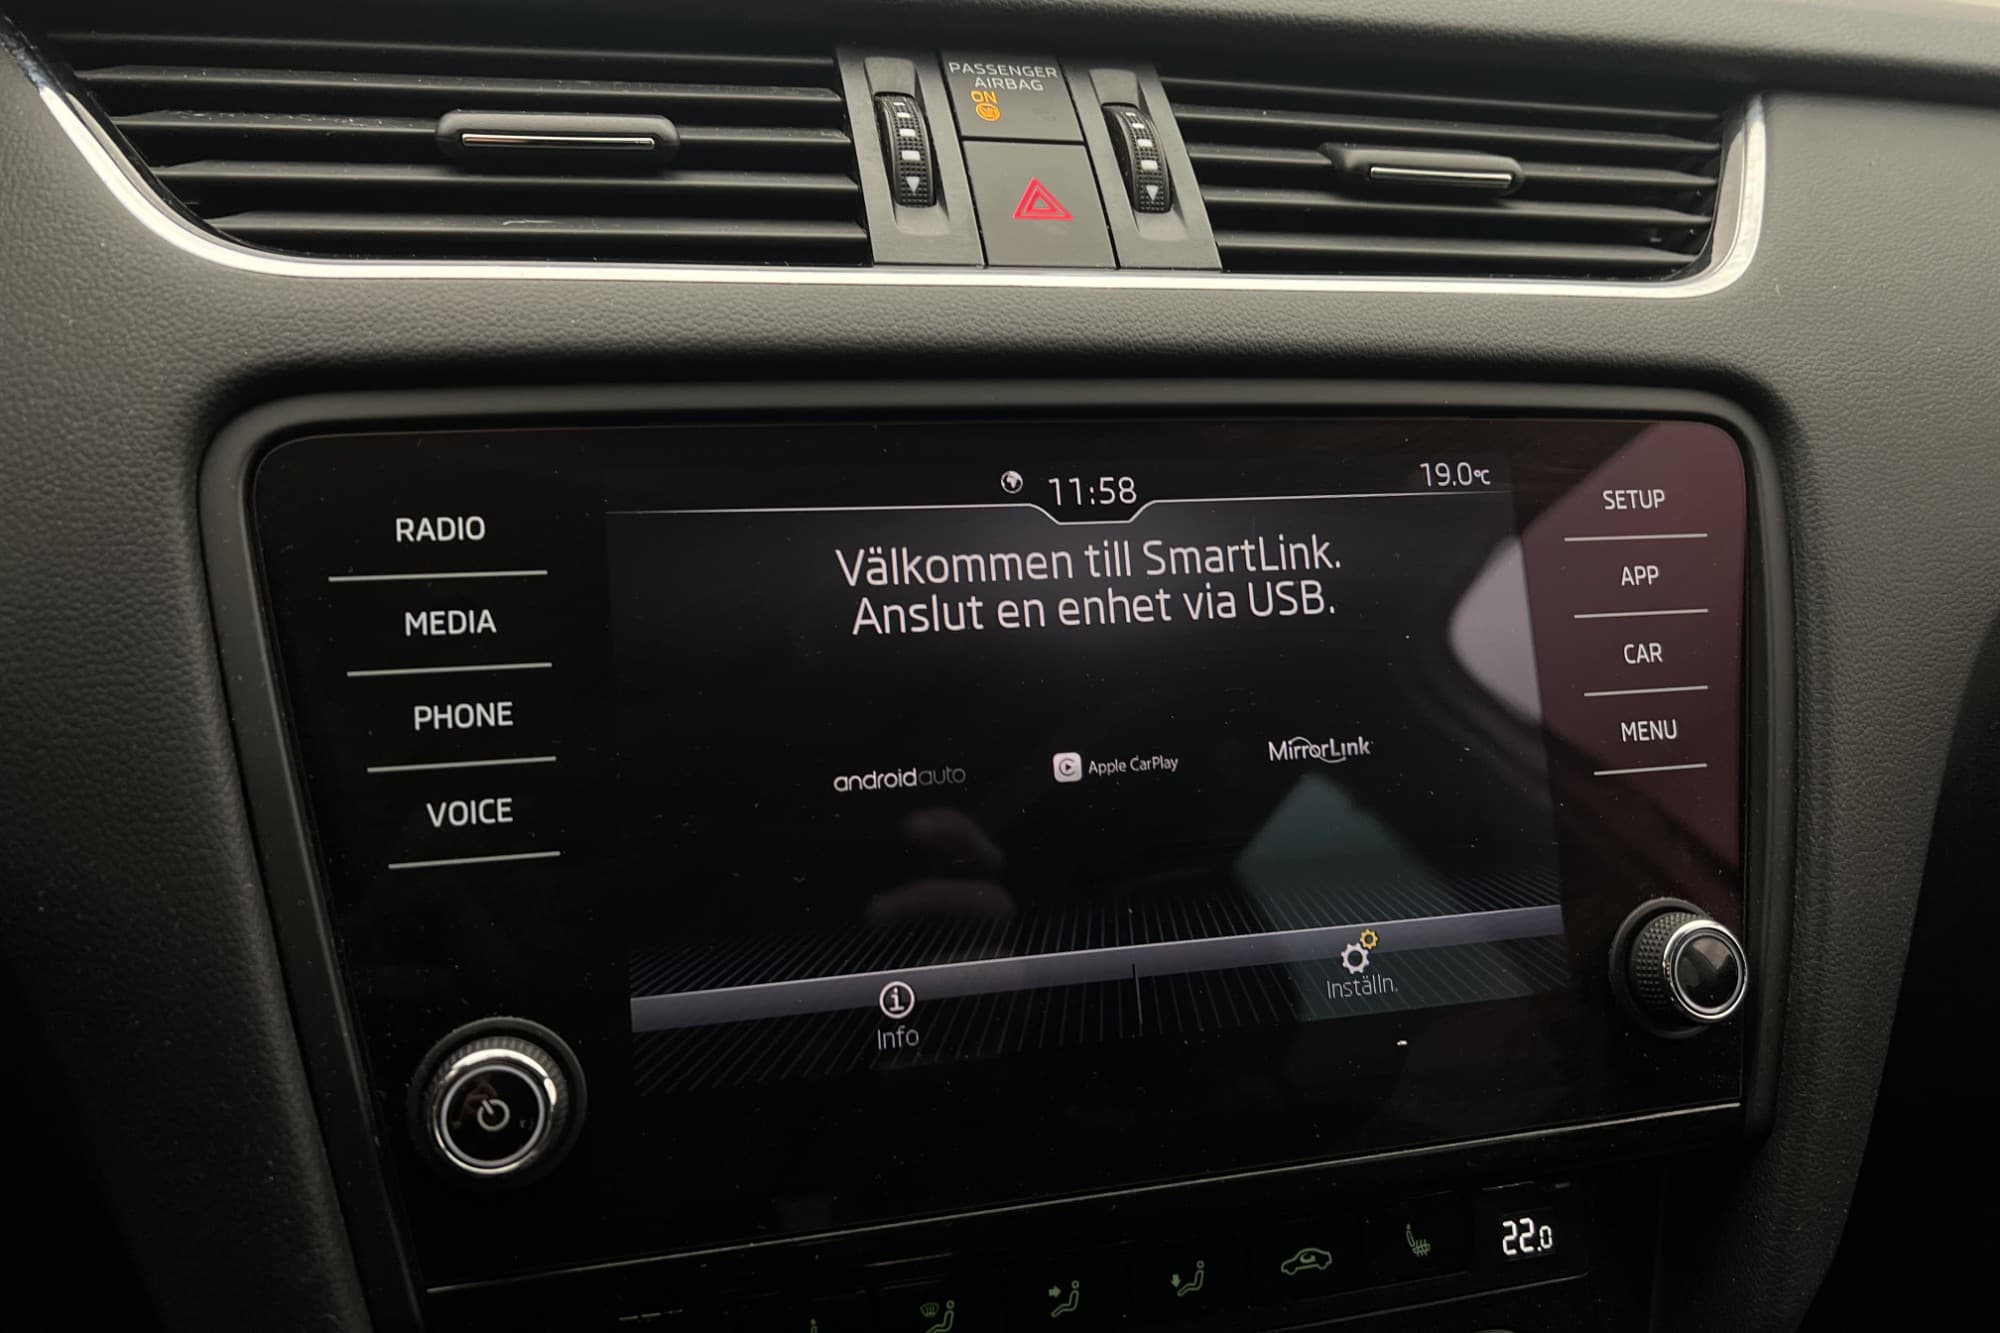 PASSENGER
AIRBAG
ON
11:58
19.0°C
Välkommen till SmartLink.
Anslut en enhet via USB.
androidauto
Apple CarPlay
MirrorLink
Info
Inställn.
RADIO
MEDIA
PHONE
VOICE
SETUP
APP
CAR
MENU
22.0